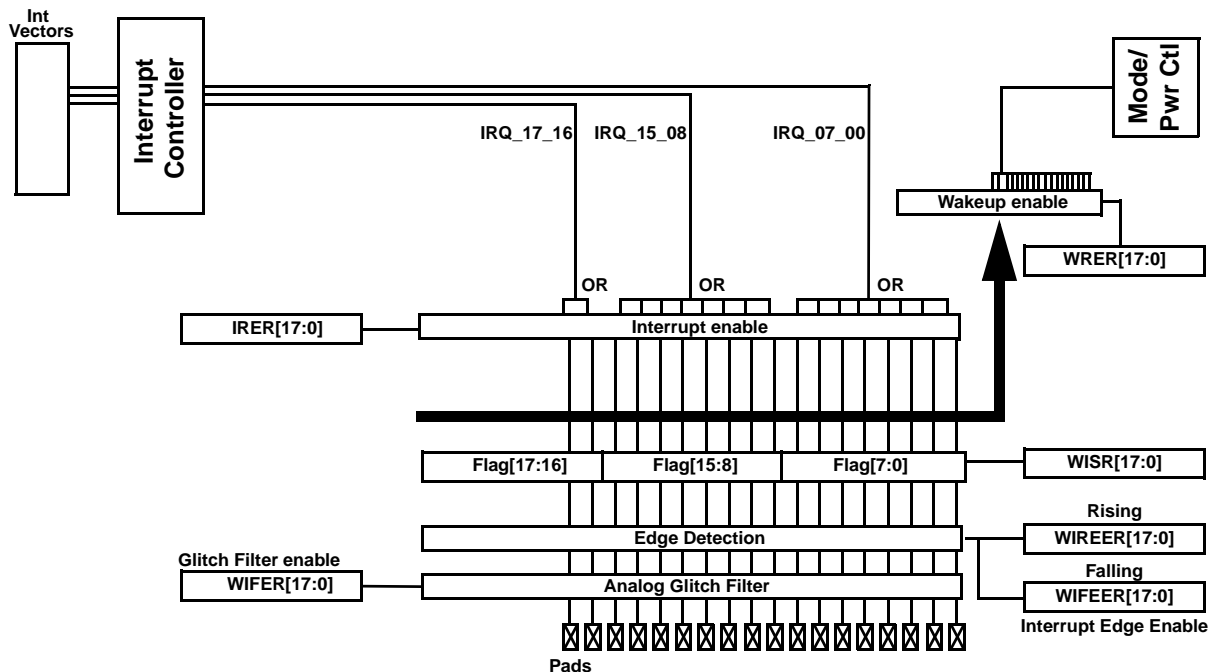 Int
Vectors
Interrupt
Controller
Mode/
Pwr Ctl
IRQ_17_16
IRQ_15_08
IRQ_07_00
Wakeup enable
WRER[17:0]
OR
OR
OR
IRER[17:0]
Interrupt enable
Flag[17:16]
Flag[15:8]
Flag[7:0]
WISR[17:0]
Rising
Edge Detection
WIREER[17:0]
Glitch Filter enable
Falling
WIFER[17:0]
Analog Glitch Filter
WIFEER[17:0]
Interrupt Edge Enable
Pads